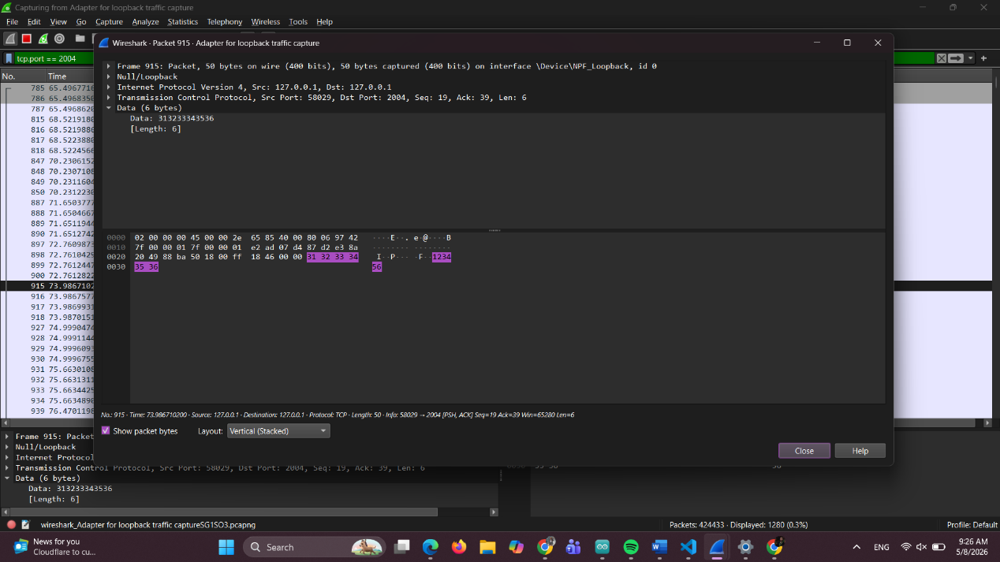 Capturing from Adapter for loopback traffic capture
File Edit View Go Capture Analyze Statistics Telephony Wireless Tools Help
tcp.port == 2004
No. Time
785 65.4967716
786 65.4968350
787 65.4968620
815 68.5219180
816 68.5219886
817 68.5223880
818 68.5224566
847 70.2306152
848 70.2307108
849 70.2311604
850 70.2312230
887 71.6503777
888 71.6504667
889 71.6511944
890 71.6512742
897 72.7609873
898 72.7610429
899 72.7612447
900 72.7612822
915 73.9867102
916 73.9867577
917 73.9869931
918 73.9870151
927 74.9990474
928 74.9991144
929 74.9996093
930 74.9996755
931 75.6630108
932 75.6631311
933 75.6634425
934 75.6634890
939 76.4701198
Wireshark · Packet 915 · Adapter for loopback traffic capture
Frame 915: Packet, 50 bytes on wire (400 bits), 50 bytes captured (400 bits) on interface \Device\NPF_Loopback, id 0
Null/Loopback
Internet Protocol Version 4, Src: 127.0.0.1, Dst: 127.0.0.1
Transmission Control Protocol, Src Port: 58029, Dst Port: 2004, Seq: 19, Ack: 39, Len: 6
Data (6 bytes)
Data: 313233343536
[Length: 6]
0000 02 00 00 00 45 00 00 2e 65 85 40 00 80 06 97 42 ····E··. e·@····B
0010 7f 00 00 01 7f 00 00 01 e2 ad 07 d4 87 d2 e3 8a ········ ········
0020 20 49 88 ba 50 18 00 ff 18 46 00 00 31 32 33 34 I··P··· ·F··1234
0030 35 36 56
No.: 915 · Time: 73.986710200 · Source: 127.0.0.1 · Destination: 127.0.0.1 · Protocol: TCP · Length: 50 · Info: 58029 → 2004 [PSH, ACK] Seq=19 Ack=39 Win=65280 Len=6
Show packet bytes Layout: Vertical (Stacked)
Close Help
Frame 915: Packet
Null/Loopback
Internet Protocol
Transmission Control Protocol, Src Port: 58029, Dst Port: 2004, Seq: 19, Ack: 39, Len: 6
Data (6 bytes)
Data: 313233343536
[Length: 6]
wireshark_Adapter for loopback traffic captureSG1SO3.pcapng
Packets: 424433 · Displayed: 1280 (0.3%)
Profile: Default
News for you
Cloudflare to cu...
Search
ENG
9:26 AM
5/8/2026